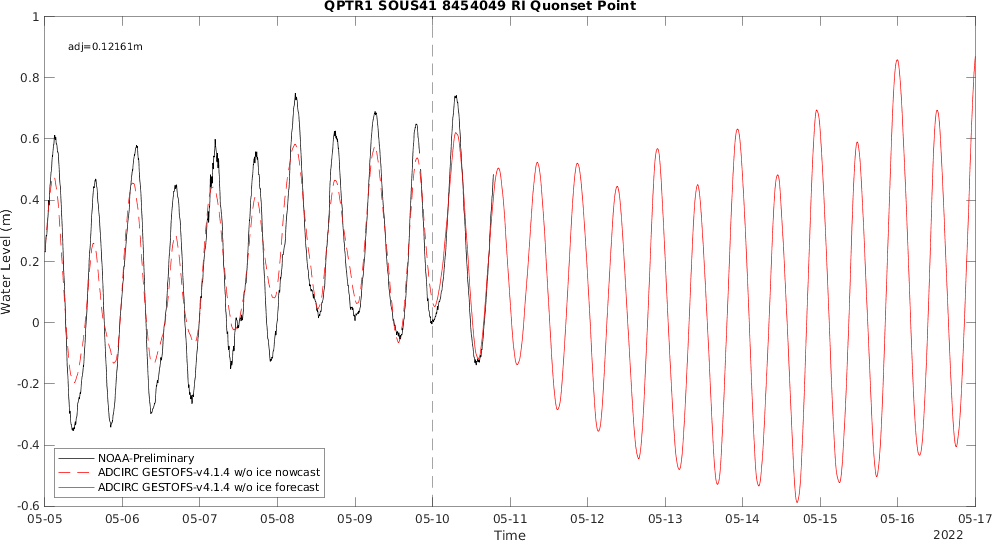 QPTR1 SOUS41 8454049 RI Quonset Point
adj=0.12161m
Water Level (m)
1
0.8
0.6
0.4
0.2
0
-0.2
-0.4
-0.6
NOAA-Preliminary
ADCIRC GESTOFS-v4.1.4 w/o ice nowcast
ADCIRC GESTOFS-v4.1.4 w/o ice forecast
05-05 05-06 05-07 05-08 05-09 05-10 05-11 05-12 05-13 05-14 05-15 05-16 05-17
Time
2022